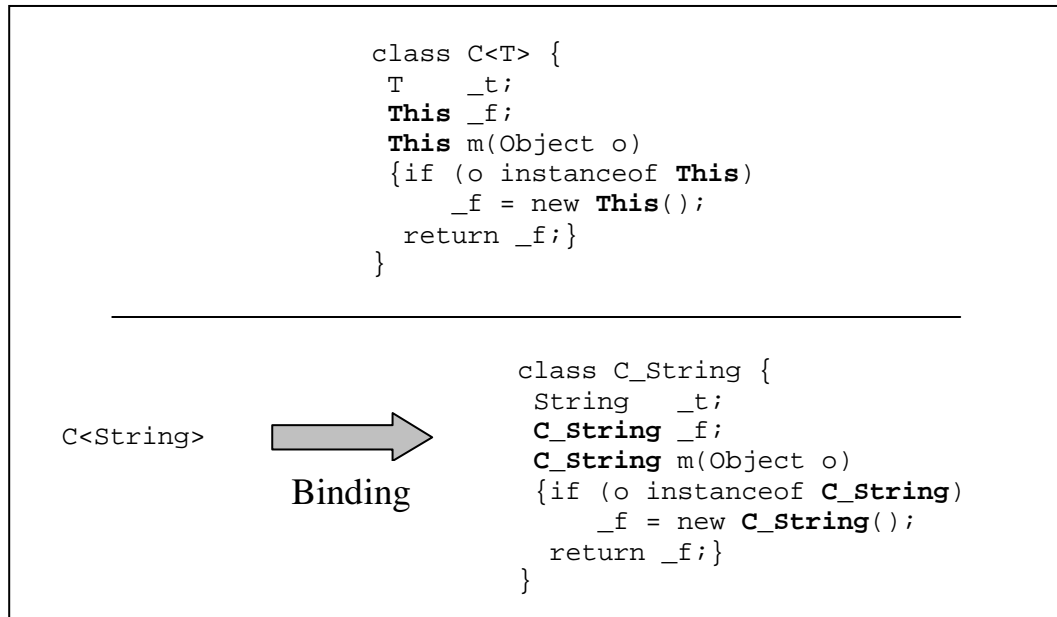 class C<T> {
T _t;
This _f;
This m(Object o)
{if (o instanceof This)
_f = new This();
return _f;}
}
C<String>
Binding
class C_String {
String _t;
C_String _f;
C_String m(Object o)
{if (o instanceof C_String)
_f = new C_String();
return _f;}
}